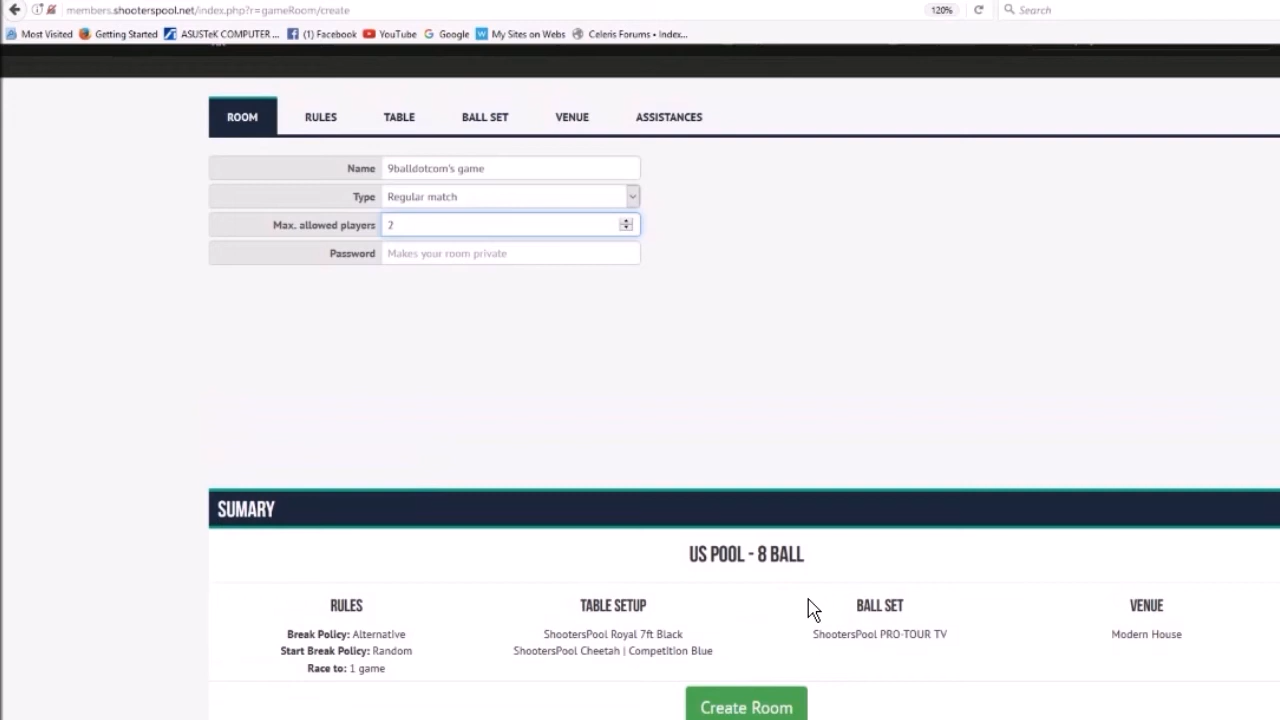 members.shooterspool.net/index.php?r=gameRoom/create
120%
Search
Most Visited
Getting Started
ASUSTeK COMPUTER ...
(1) Facebook
YouTube
Google
My Sites on Webs
Celeris Forums • Index...
ROOM
RULES
TABLE
BALL SET
VENUE
ASSISTANCES
Name
9balldotcom's game
Type
Regular match
Max. allowed players
2
Password
Makes your room private
SUMARY
US POOL - 8 BALL
RULES
Break Policy: Alternative
Start Break Policy: Random
Race to: 1 game
TABLE SETUP
ShootersPool Royal 7ft Black
ShootersPool Cheetah | Competition Blue
BALL SET
ShootersPool PRO-TOUR TV
VENUE
Modern House
Create Room